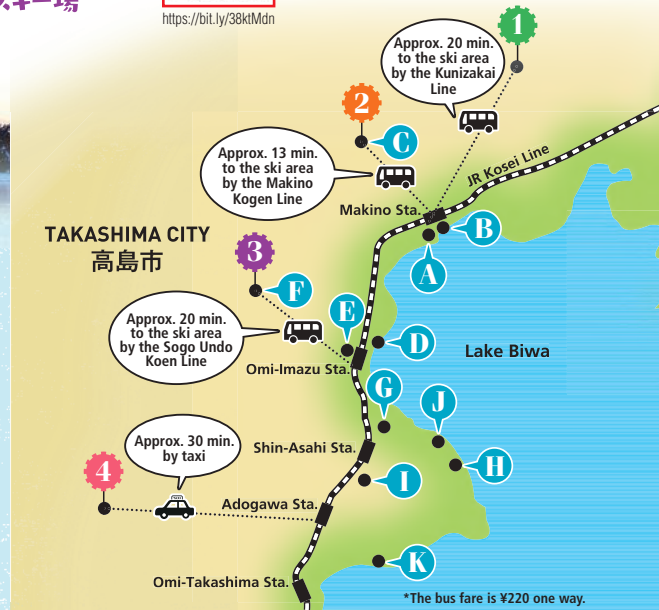 スキー場
https://bit.ly/38ktMdn
1
Approx. 20 min.
to the ski area
by the Kunizakai
Line
2
C
Approx. 13 min.
to the ski area
by the Makino
Kogen Line
JR Kosei Line
Makino Sta.
B
A
TAKASHIMA CITY
高島市
3
F
E
D
Approx. 20 min.
to the ski area
by the Sogo Undo
Koen Line
Lake Biwa
Omi-Imazu Sta.
G
J
Approx. 30 min.
by taxi
Shin-Asahi Sta.
H
4
I
Adogawa Sta.
K
Omi-Takashima Sta.
*The bus fare is ¥220 one way.